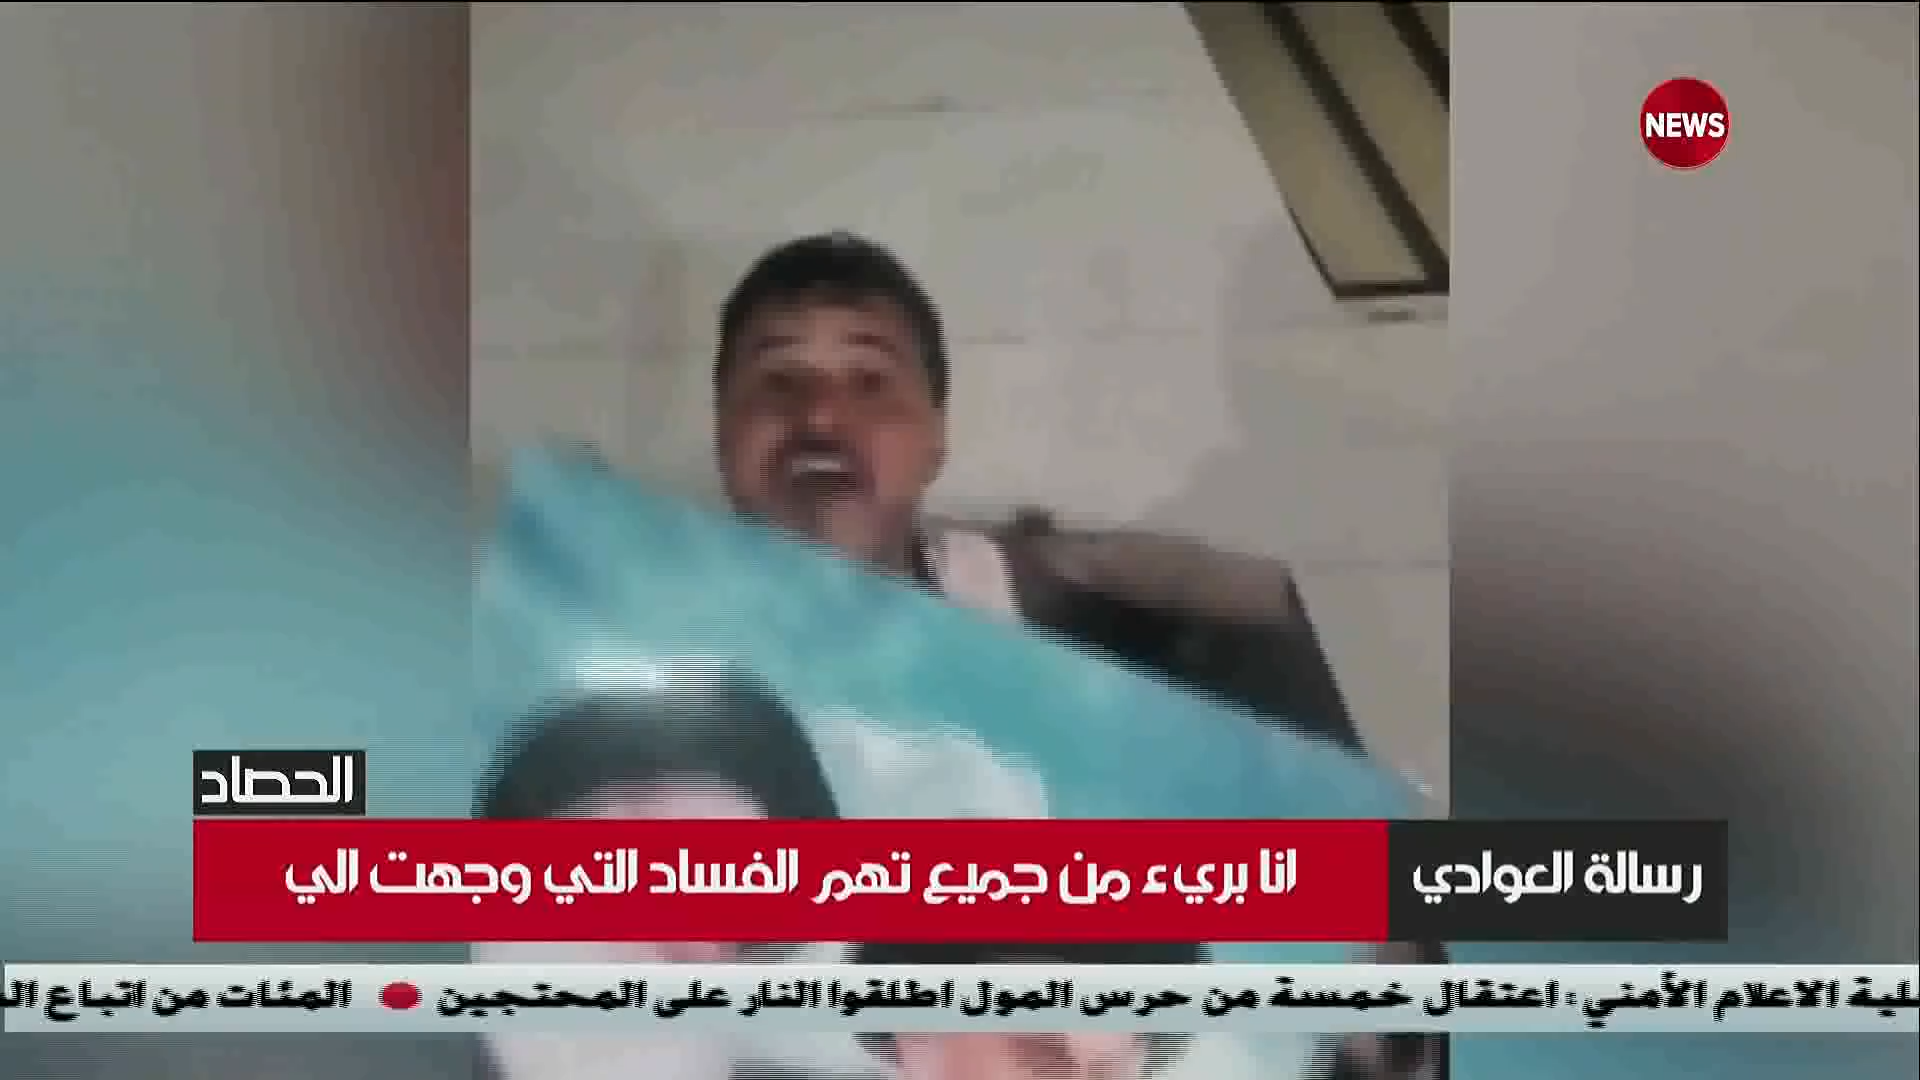 NEWS
الحصاد
رسالة العوادي
انا بريء من جميع تهم الفساد التي وجهت الي
الاعلام الأمني: اعتقال خمسة من حرس المول اطلقوا النار على المحتجين
المئات من اتباع